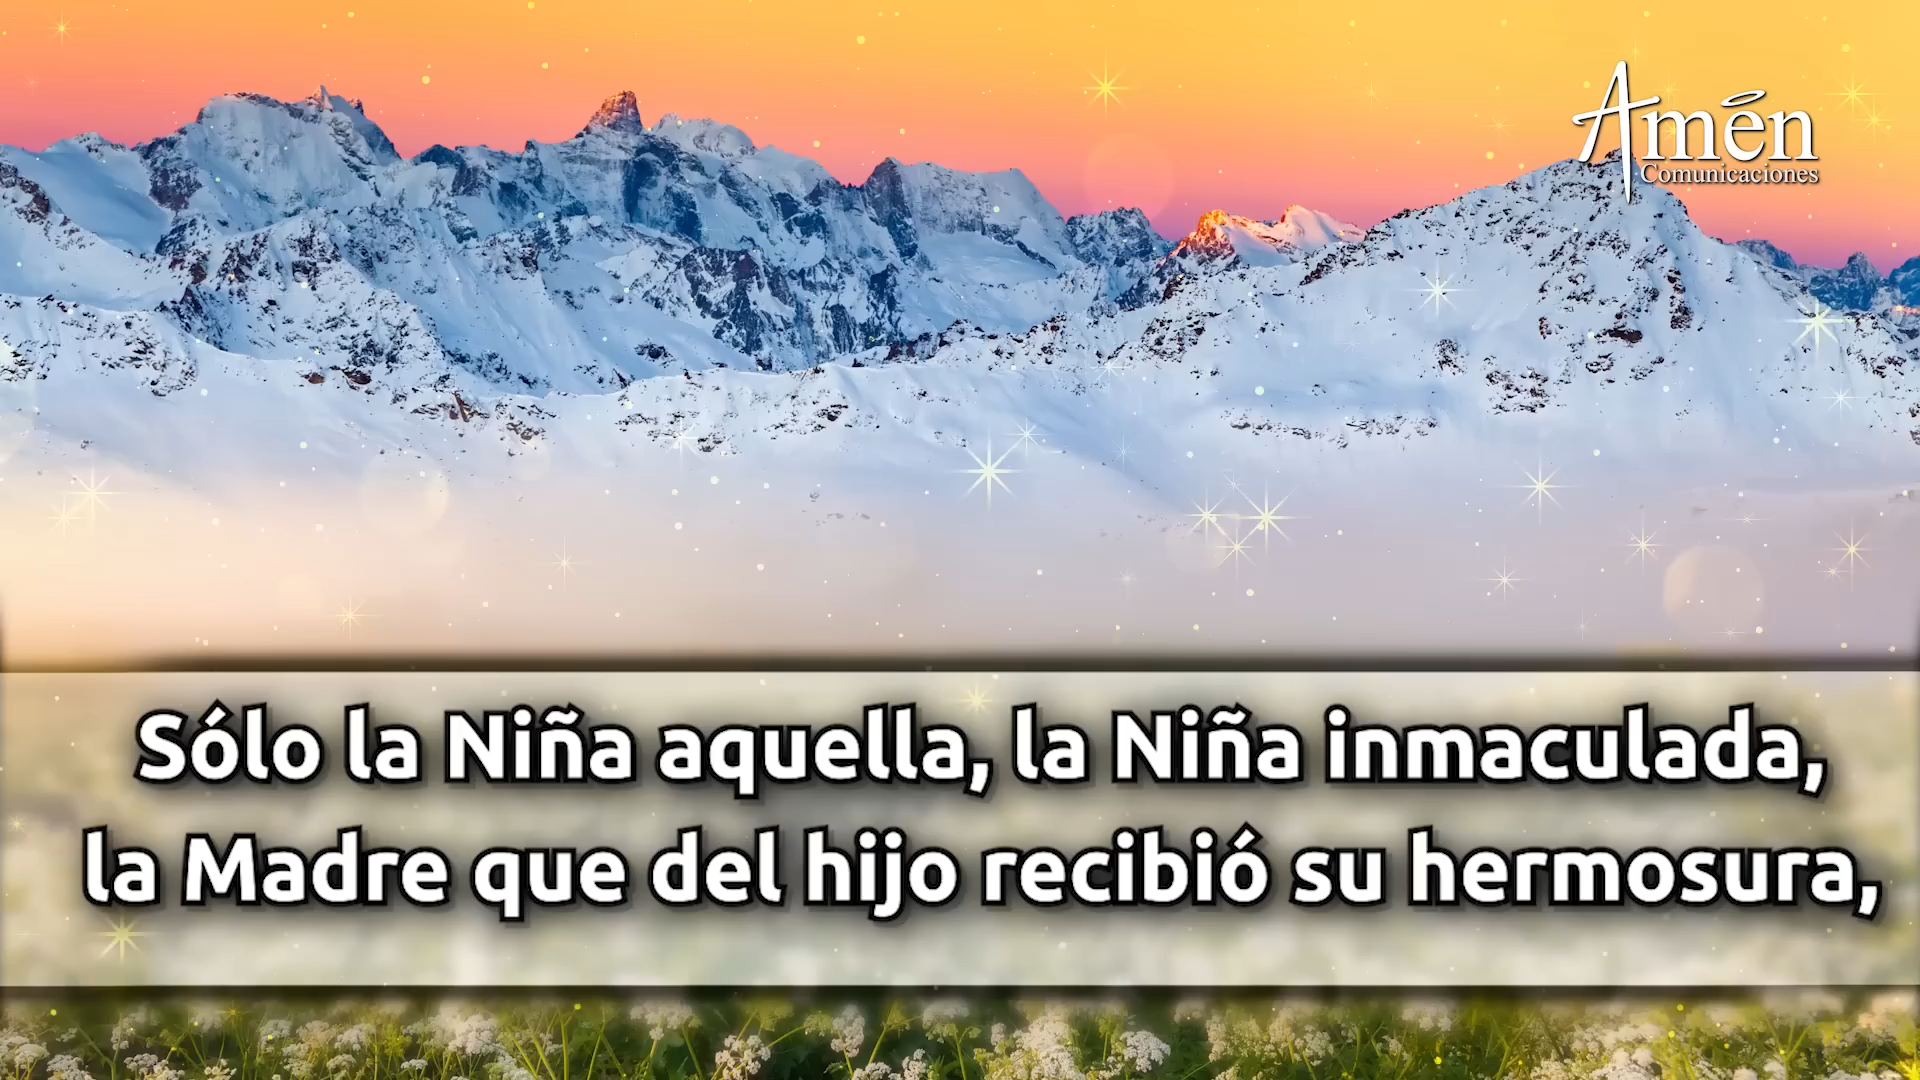 Amén
Comunicaciones
Sólo la Niña aquella, la Niña inmaculada,
la Madre que del hijo recibió su hermosura,